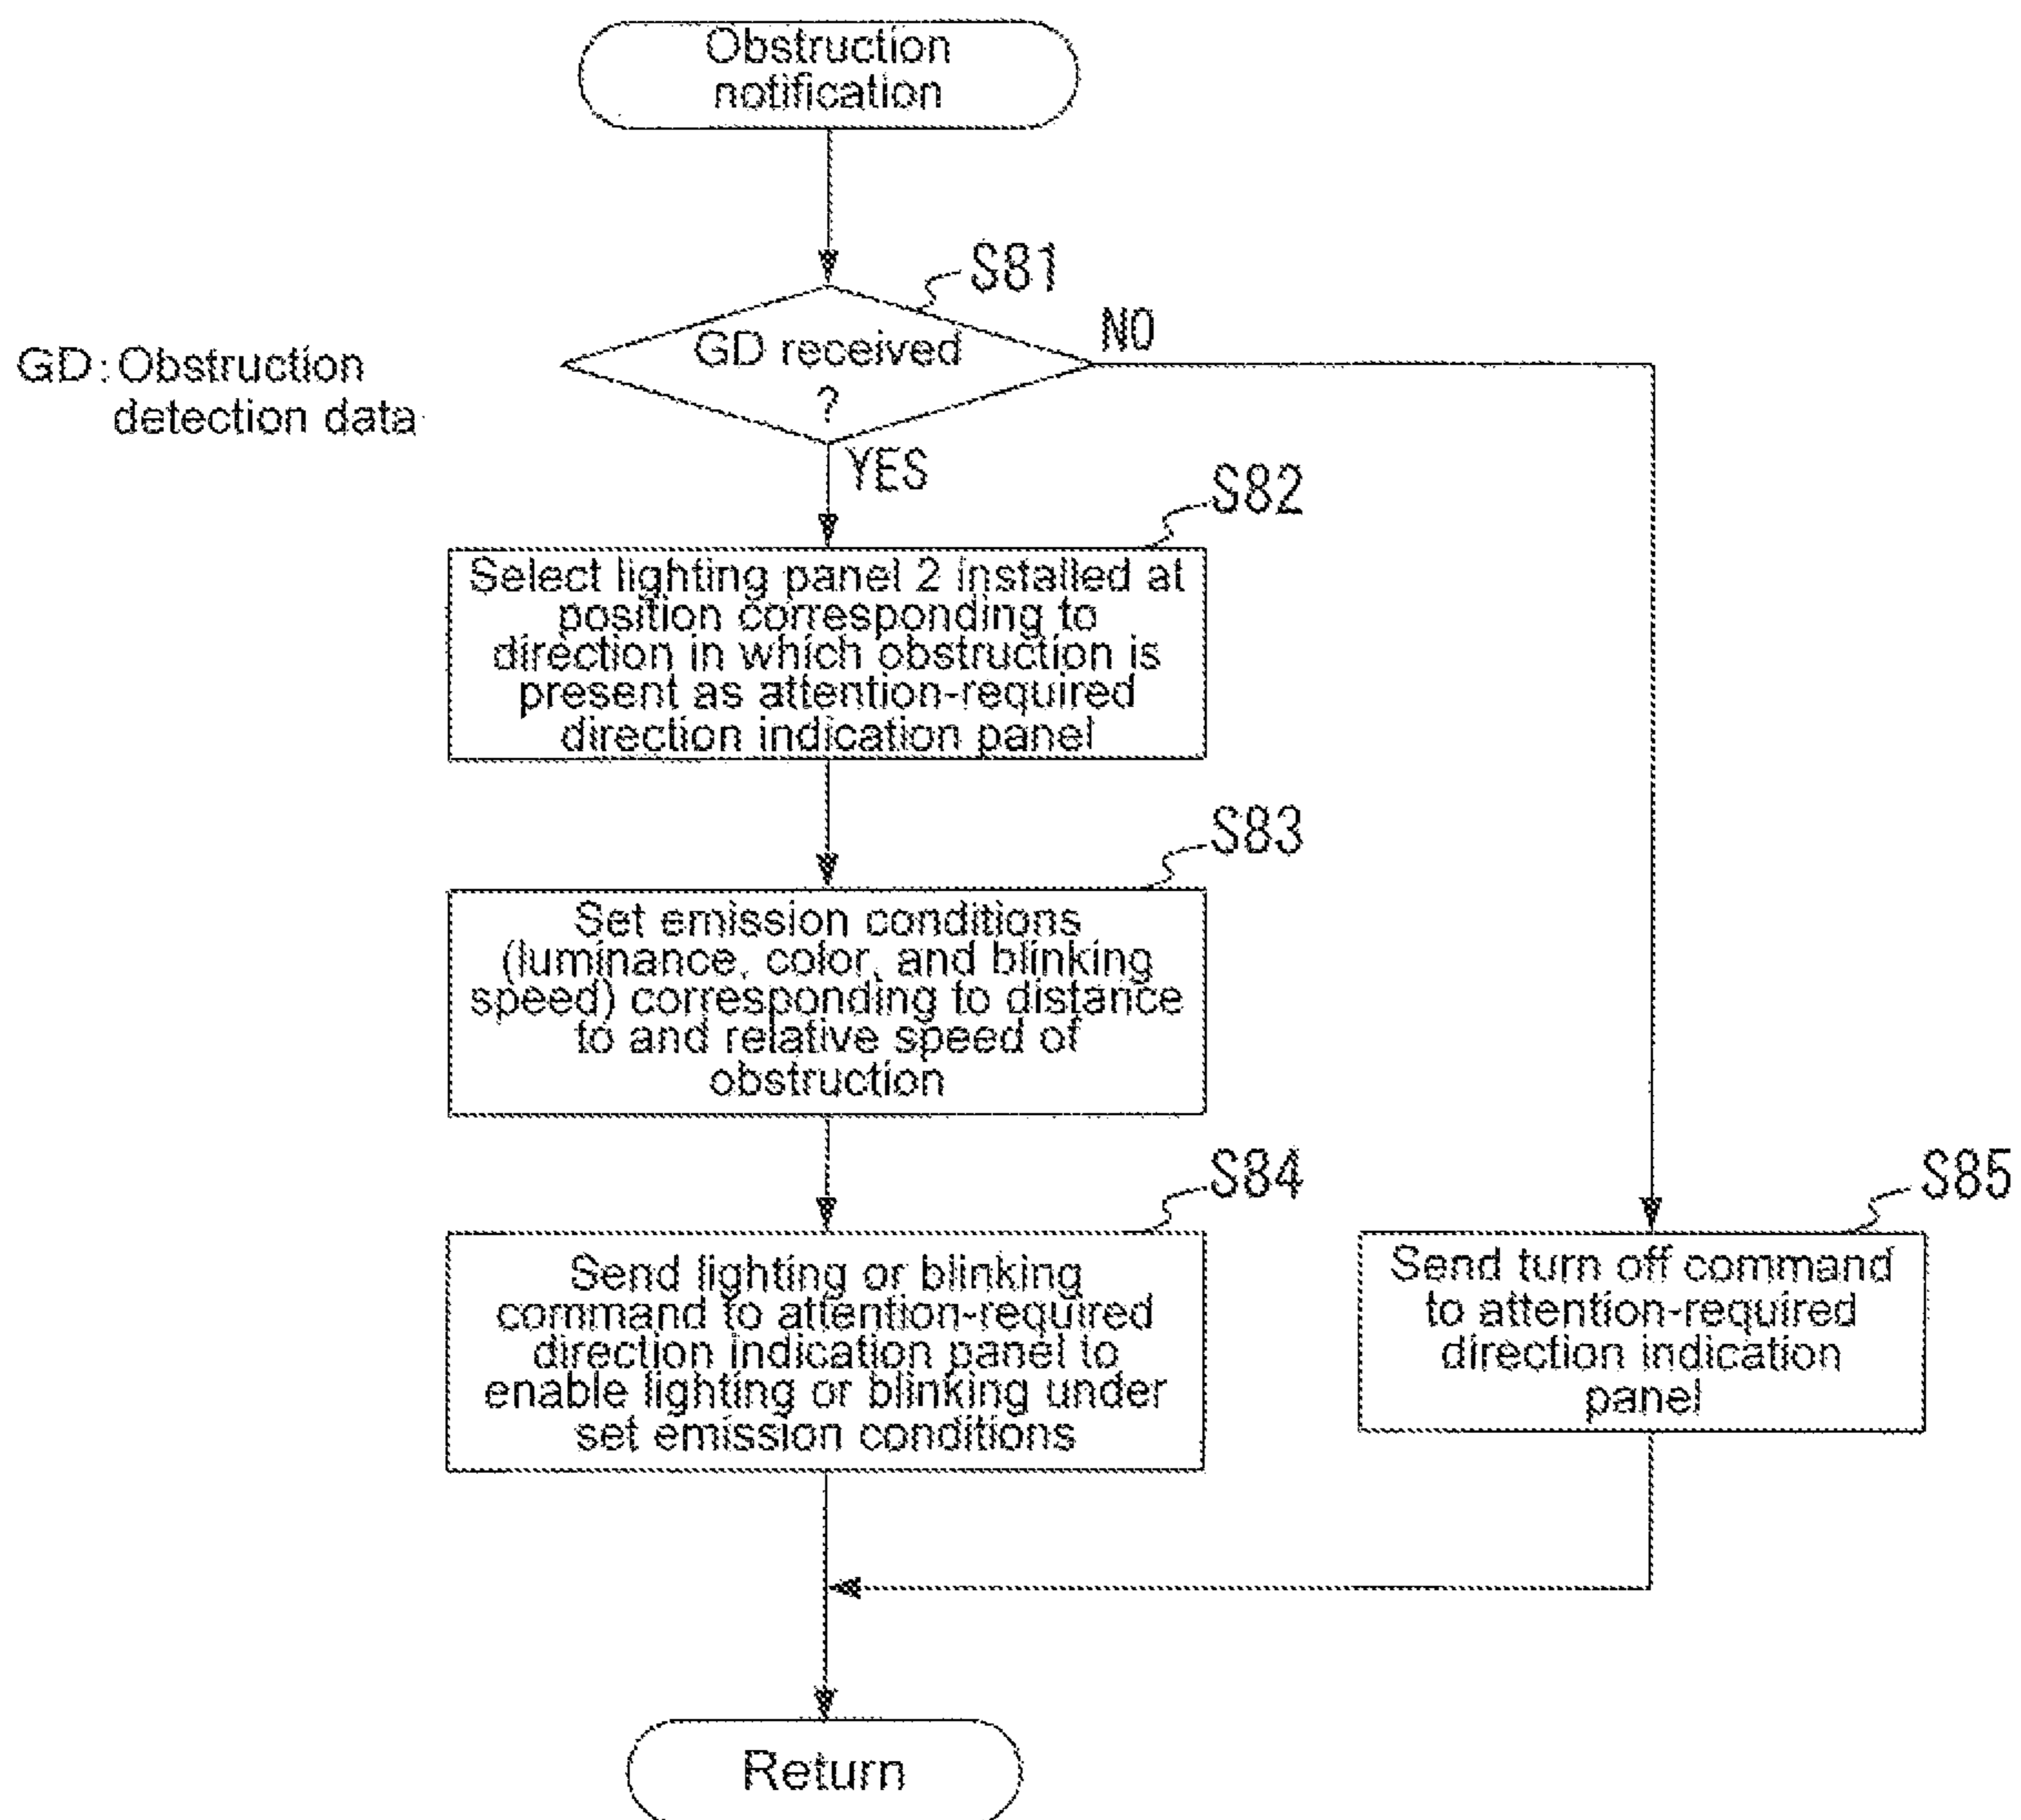 Obstruction
notification
S81
GD received
?
NO
GD: Obstruction
detection data
YES
S82
Select lighting panel 2 installed at
position corresponding to
direction in which obstruction is
present as attention-required
direction indication panel
S83
Set emission conditions
(luminance, color, and blinking
speed) corresponding to distance
to and relative speed of
obstruction
S84
Send lighting or blinking
command to attention-required
direction indication panel to
enable lighting or blinking under
set emission conditions
S85
Send turn off command
to attention-required
direction indication
panel
Return